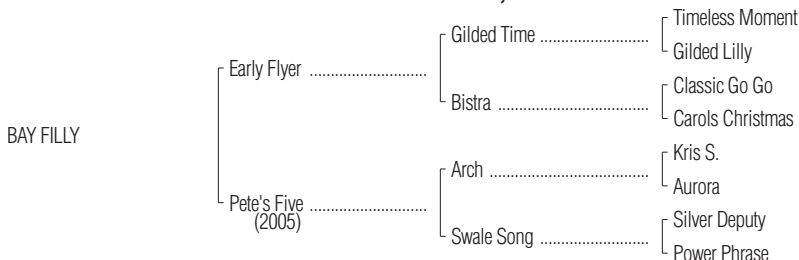 Timeless Moment
Gilded Time ............................
Gilded Lilly
Early Flyer ..............................
Classic Go Go
Bistra .......................................
Carols Christmas
BAY FILLY
Kris S.
Arch .........................................
Aurora
Pete's Five ..............................
(2005)
Silver Deputy
Swale Song ............................
Power Phrase